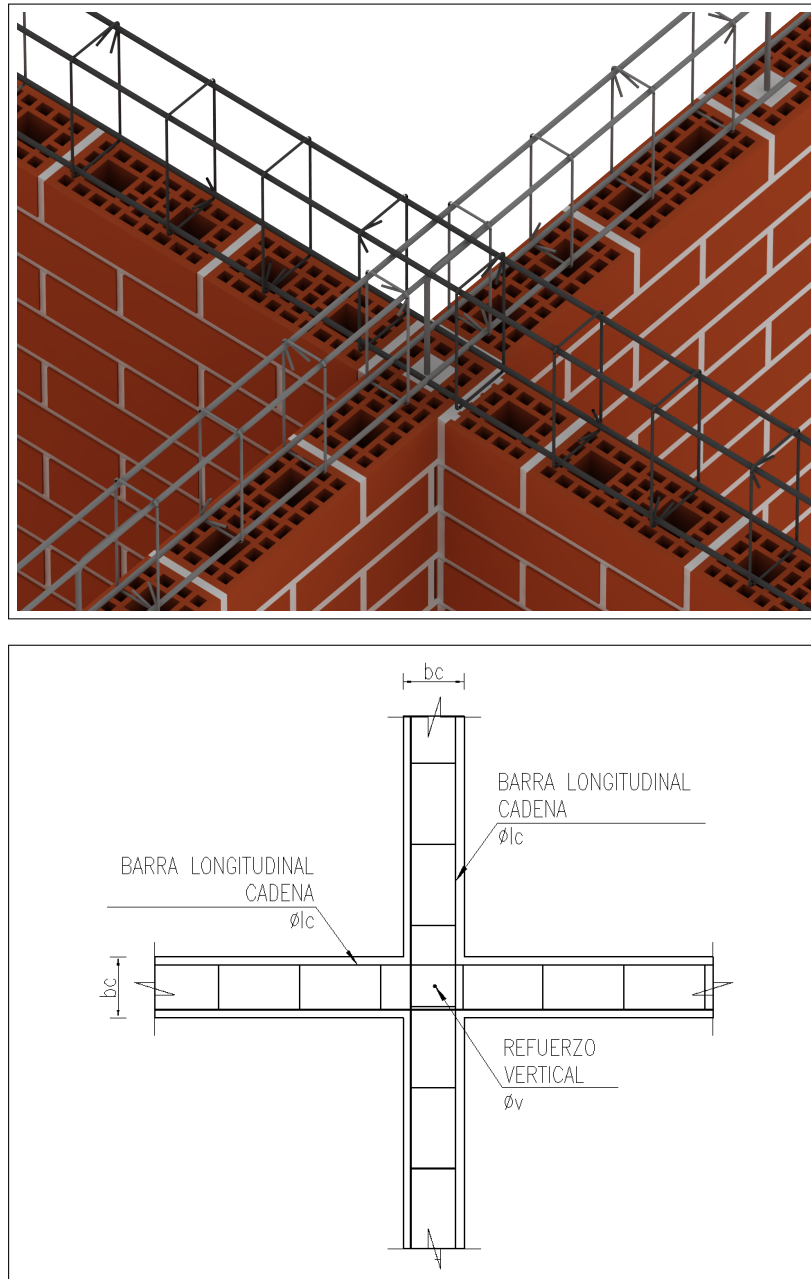 bc
BARRA LONGITUDINAL
CADENA
Ølc
BARRA LONGITUDINAL
CADENA
Ølc
bc
REFUERZO
VERTICAL
Øv